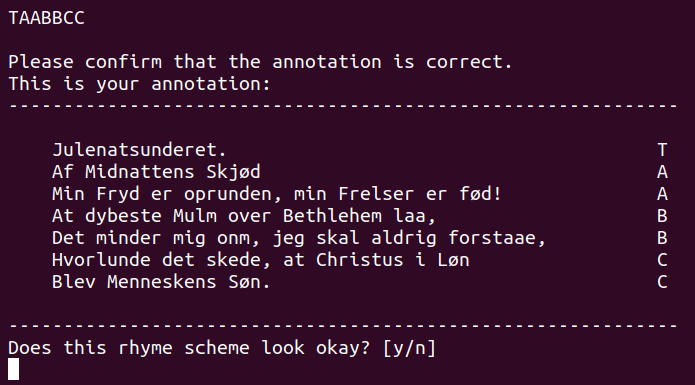 TAABBCC
Please confirm that the annotation is correct.
This is your annotation:
-------------------------------------------------------------
Julenatsunderet. T
Af Midnattens Skjød A
Min Fryd er oprunden, min Frelser er fød! A
At dybeste Mulm over Bethlehem laa, B
Det minder mig onm, jeg skal aldrig forstaae, B
Hvorlunde det skede, at Christus i Løn C
Blev Menneskens Søn. C
-------------------------------------------------------------
Does this rhyme scheme look okay? [y/n]